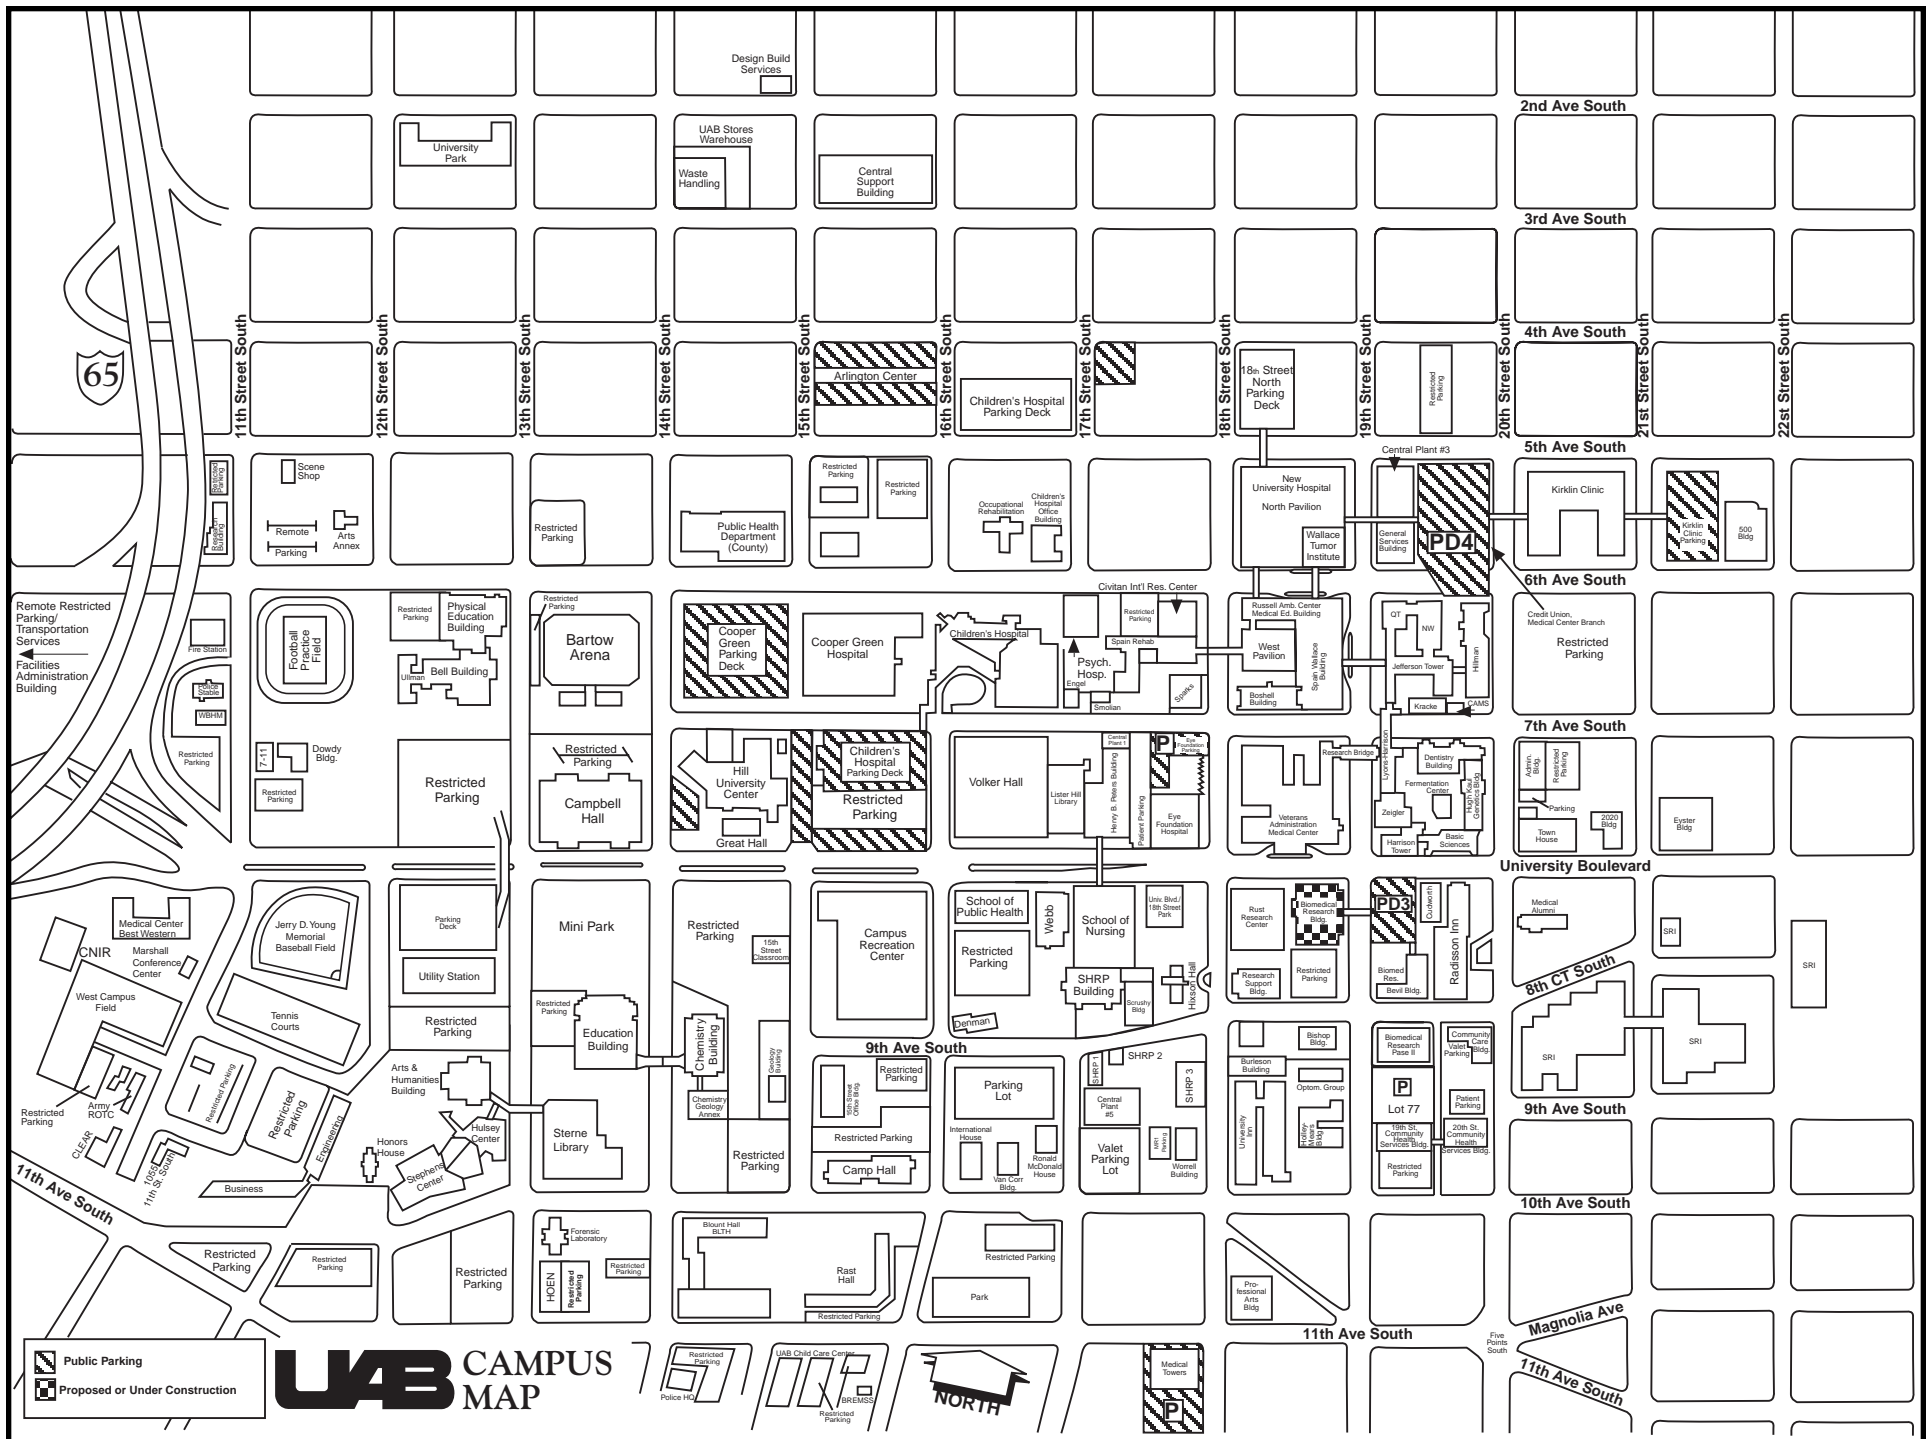 Design Build
Services
2nd Ave South
University
Park
UAB Stores
Warehouse
Waste
Handling
Central
Support
Building
3rd Ave South
4th Ave South
65
11th Street South
12th Street South
13th Street South
14th Street South
15th Street South
16th Street South
17th Street South
18th Street South
19th Street South
20th Street South
21st Street South
22st Street South
Arlington Center
Children's Hospital
Parking Deck
18th Street
North
Parking
Deck
Restricted
Parking
5th Ave South
Restricted
Parking
Research
Building
Scene
Shop
Remote
Parking
Arts
Annex
Restricted
Parking
Public Health
Department
(County)
Restricted
Parking
Restricted
Parking
Occupational
Rehabilitation
Children's
Hospital
Office
Building
New
University Hospital
North Pavilion
Wallace
Tumor
Institute
Central Plant #3
General
Services
Building
PD4
Kirklin Clinic
Kirklin
Clinic
Parking
500
Bldg
6th Ave South
Remote Restricted
Parking/
Transportation
Services
Facilities
Administration
Building
Fire Station
Police
Stable
WBHM
Restricted
Parking
Football
Practice
Field
Restricted
Parking
Physical
Education
Building
Ullman
Bell Building
Restricted
Parking
Bartow
Arena
Cooper
Green
Parking
Deck
Cooper Green
Hospital
Children's Hospital
Civitan Int'l Res. Center
Restricted
Parking
Spain Rehab
Psych.
Hosp.
Engel
Smolian
Sparks
Russell Amb. Center
Medical Ed. Building
West
Pavilion
Spain Wallace
Building
Boshell
Building
QT
NW
Jefferson Tower
Hillman
Kracke
CAMS
Credit Union,
Medical Center Branch
Restricted
Parking
7th Ave South
7-11
Dowdy
Bldg.
Restricted
Parking
Restricted
Parking
Restricted
Parking
Campbell
Hall
Hill
University
Center
Great Hall
Children's
Hospital
Parking Deck
Restricted
Parking
Volker Hall
Lister Hill
Library
Central
Plant 1
Henry B. Peters Building
Patient Parking
P
Eye
Foundation
Parking
Eye
Foundation
Hospital
Veterans
Administration
Medical Center
Research Bridge
Lyons-Harrison
Dentistry
Building
Fermentation
Center
Hugh Kaul
Genetics Bldg
Zeigler
Harrison
Tower
Basic
Sciences
Admin.
Bldg.
Restricted
Parking
Parking
Town
House
2020
Bldg
Eyster
Bldg
University Boulevard
Medical Center
Best Western
CNIR
Marshall
Conference
Center
West Campus
Field
Jerry D. Young
Memorial
Baseball Field
Tennis
Courts
Parking
Deck
Utility Station
Restricted
Parking
Mini Park
Restricted
Parking
Education
Building
Restricted
Parking
15th
Street
Classroom
Chemistry
Building
Geology
Building
Chemistry
Geology
Annex
Restricted
Parking
Campus
Recreation
Center
School of
Public Health
Restricted
Parking
Denman
Webb
School of
Nursing
SHRP
Building
Scrushy
Bldg
Univ. Blvd./
18th Street
Park
Hixson Hall
Rust
Research
Center
Biomedical
Research
Bldg.
Research
Support
Bldg.
Restricted
Parking
PD3
Cudworth
Radisson Inn
Biomed
Res.
Bevil Bldg.
Medical
Alumni
SRI
SRI
8th CT South
SRI
SRI
9th Ave South
Restricted
Parking
Army
ROTC
CLEAR
1055
11th St. South
Restricted Parking
Restricted
Parking
Engineering
Business
Arts &
Humanities
Building
Honors
House
Stephens
Center
Hulsey
Center
Sterne
Library
15th Street
Office Bldg
Restricted
Parking
Restricted Parking
Camp Hall
Parking
Lot
International
House
Van Corr
Bldg.
Ronald
McDonald
House
SHRP 1
SHRP 2
SHRP 3
Central
Plant
#5
Valet
Parking
Lot
MR1
Parking
Worrell
Building
Bishop
Bldg.
Burleson
Building
Optom. Group
University
Inn
Holley-
Mears
Bldg
Biomedical
Research
Pase II
P
Lot 77
19th St.
Community
Health
Services Bldg.
Restricted
Parking
Community
Care
Bldg.
Valet
Parking
Patient
Parking
20th St.
Community
Health
Services Bldg.
9th Ave South
10th Ave South
11th Ave South
Restricted
Parking
Restricted
Parking
Restricted
Parking
Forensic
Laboratory
HOEN
Restricted
Parking
Restricted
Parking
Blount Hall
BLTH
Rast
Hall
Restricted Parking
Restricted Parking
Park
Pro-
fessional
Arts
Bldg
11th Ave South
Magnolia Ave
Five
Points
South
11th Ave South
Public Parking
Proposed or Under Construction
UAB
CAMPUS
MAP
Restricted
Parking
Police HQ
UAB Child Care Center
BREMSS
Restricted
Parking
NORTH
Medical
Towers
P